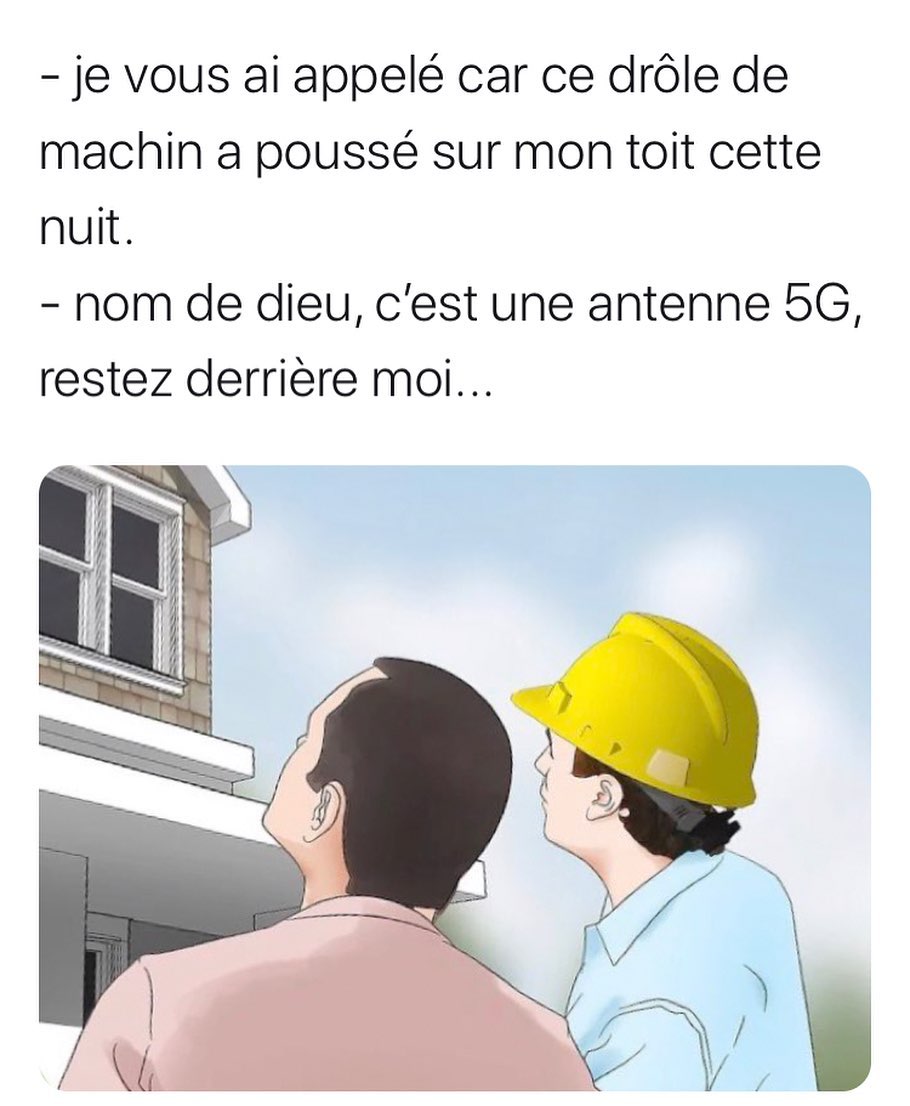 - je vous ai appelé car ce drôle de
machin a poussé sur mon toit cette
nuit.
- nom de dieu, c’est une antenne 5G,
restez derrière moi...